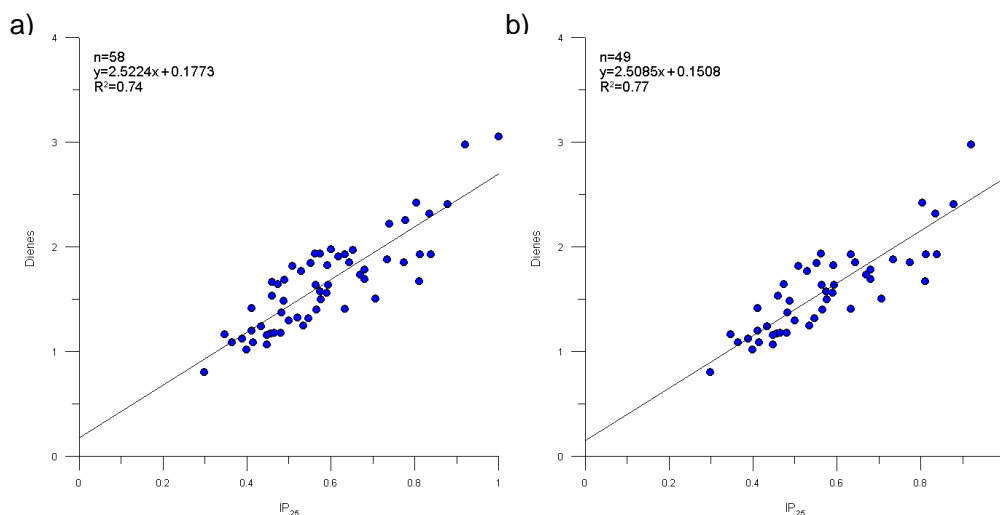 a)
4
3
2
1
0
Dienes
n=58
y=2.5224x+0.1773
R²=0.74
0 0.2 0.4 0.6 0.8 1
IP₂₅
b)
4
3
2
1
0
Dienes
n=49
y=2.5085x+0.1508
R²=0.77
0 0.2 0.4 0.6 0.8
IP₂₅